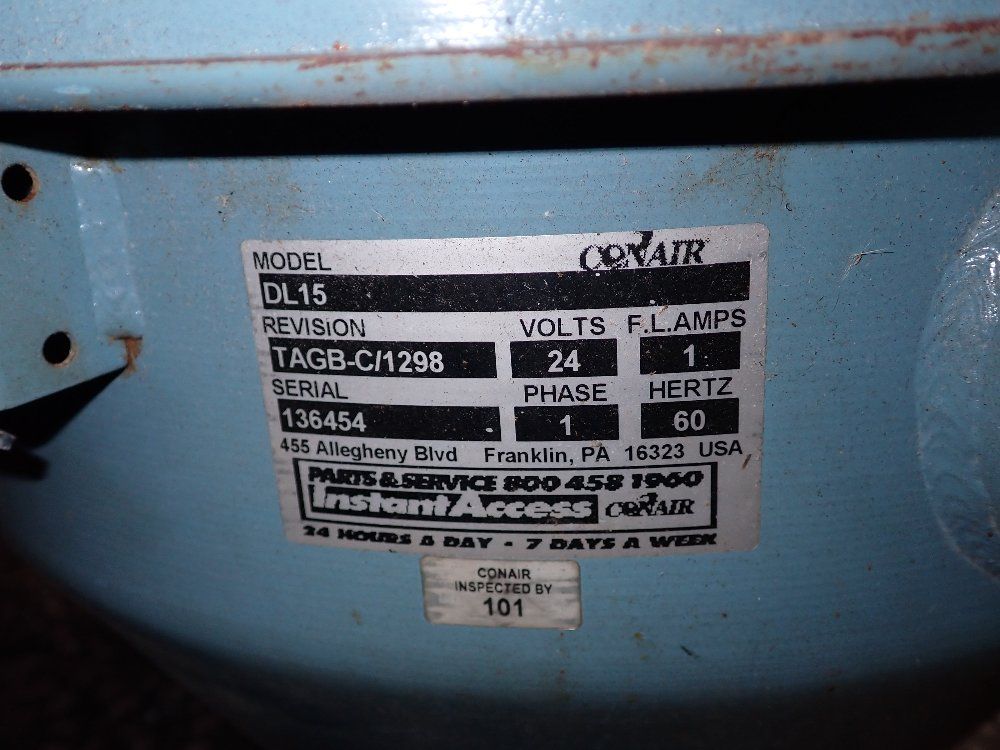 MODEL CONAIR
DL15
REVISION VOLTS F.L.AMPS
TAGB-C/1298 24 1
SERIAL PHASE HERTZ
136454 1 60
455 Allegheny Blvd Franklin, PA 16323 USA
PARTS & SERVICE 800 458 1960
Instant Access CONAIR
24 HOURS A DAY - 7 DAYS A WEEK
CONAIR
INSPECTED BY
101